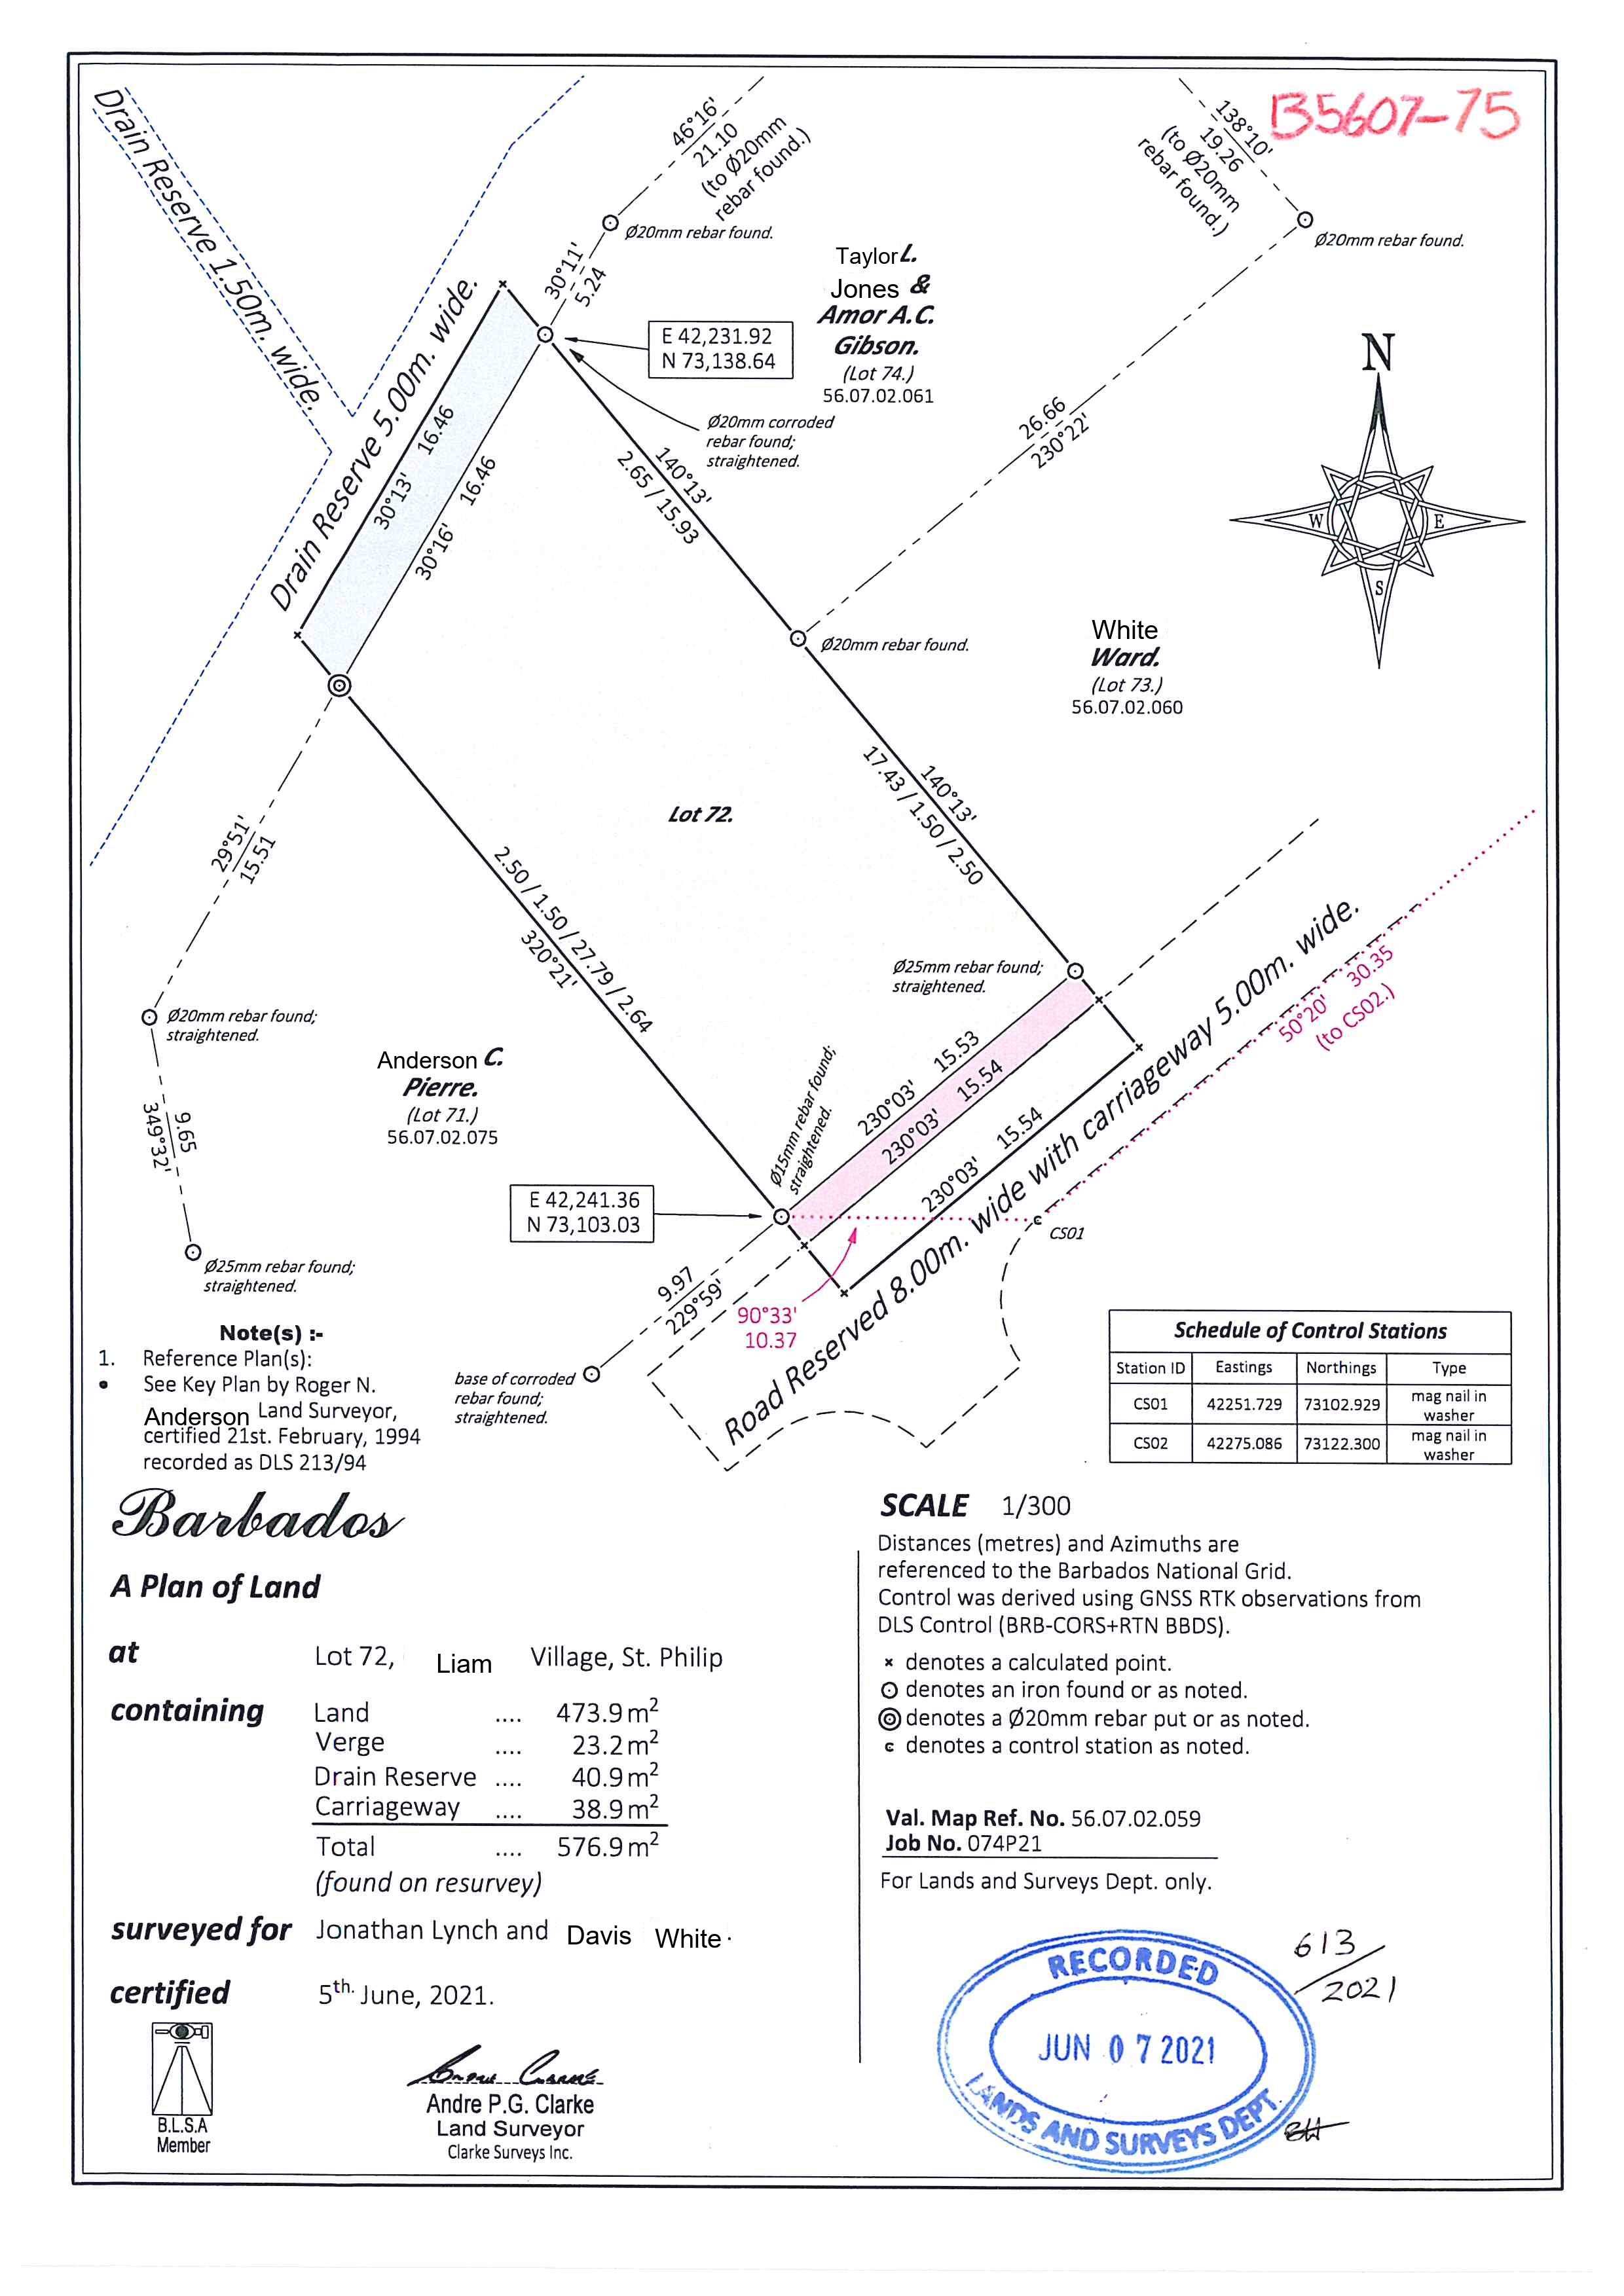 B5607-75
Drain Reserve 1.50m. wide.
46°16'
21.10
(to Ø20mm
rebar found.)
138°10'
19.26
(to Ø20mm
rebar found.)
Ø20mm rebar found.
Ø20mm rebar found.
30°11'
5.24
Taylor L.
Jones &
Amor A.C.
Gibson.
(Lot 74.)
56.07.02.061
Drain Reserve 5.00m. wide.
E 42,231.92
N 73,138.64
N
W
E
S
Ø20mm corroded
rebar found;
straightened.
30°13' 16.46
30°16' 16.46
140°13'
2.65 / 15.93
26.66
230°22'
Ø20mm rebar found.
White
Ward.
(Lot 73.)
56.07.02.060
Lot 72.
140°13'
17.43 / 1.50 / 2.50
29°51'
15.51
2.50 / 1.50 / 27.79 / 2.64
320°21'
Ø25mm rebar found;
straightened.
Ø20mm rebar found;
straightened.
Anderson C.
Pierre.
(Lot 71.)
56.07.02.075
9.65
349°32'
Ø15mm rebar found;
straightened.
230°03' 15.53
230°03' 15.54
230°03' 15.54
50°20' 30.35
(to CS02.)
Road Reserved 8.00m. wide with carriageway 5.00m. wide.
E 42,241.36
N 73,103.03
CS01
Ø25mm rebar found;
straightened.
9.97
229°59'
90°33'
10.37
base of corroded
rebar found;
straightened.
Note(s) :-
1. Reference Plan(s):
• See Key Plan by Roger N.
Anderson Land Surveyor,
certified 21st. February, 1994
recorded as DLS 213/94
Schedule of Control Stations
Station ID Eastings Northings Type
CS01 42251.729 73102.929 mag nail in
washer
CS02 42275.086 73122.300 mag nail in
washer
Barbados
A Plan of Land
at Lot 72, Liam Village, St. Philip
containing Land .... 473.9 m²
Verge .... 23.2 m²
Drain Reserve .... 40.9 m²
Carriageway .... 38.9 m²
Total .... 576.9 m²
(found on resurvey)
surveyed for Jonathan Lynch and Davis White.
certified 5th. June, 2021.
B.L.S.A
Member
Andre P.G. Clarke
Land Surveyor
Clarke Surveys Inc.
SCALE 1/300
Distances (metres) and Azimuths are
referenced to the Barbados National Grid.
Control was derived using GNSS RTK observations from
DLS Control (BRB-CORS+RTN BBDS).
× denotes a calculated point.
denotes an iron found or as noted.
denotes a Ø20mm rebar put or as noted.
c denotes a control station as noted.
Val. Map Ref. No. 56.07.02.059
Job No. 074P21
For Lands and Surveys Dept. only.
RECORDED
JUN 07 2021
LANDS AND SURVEYS DEPT.
613/2021